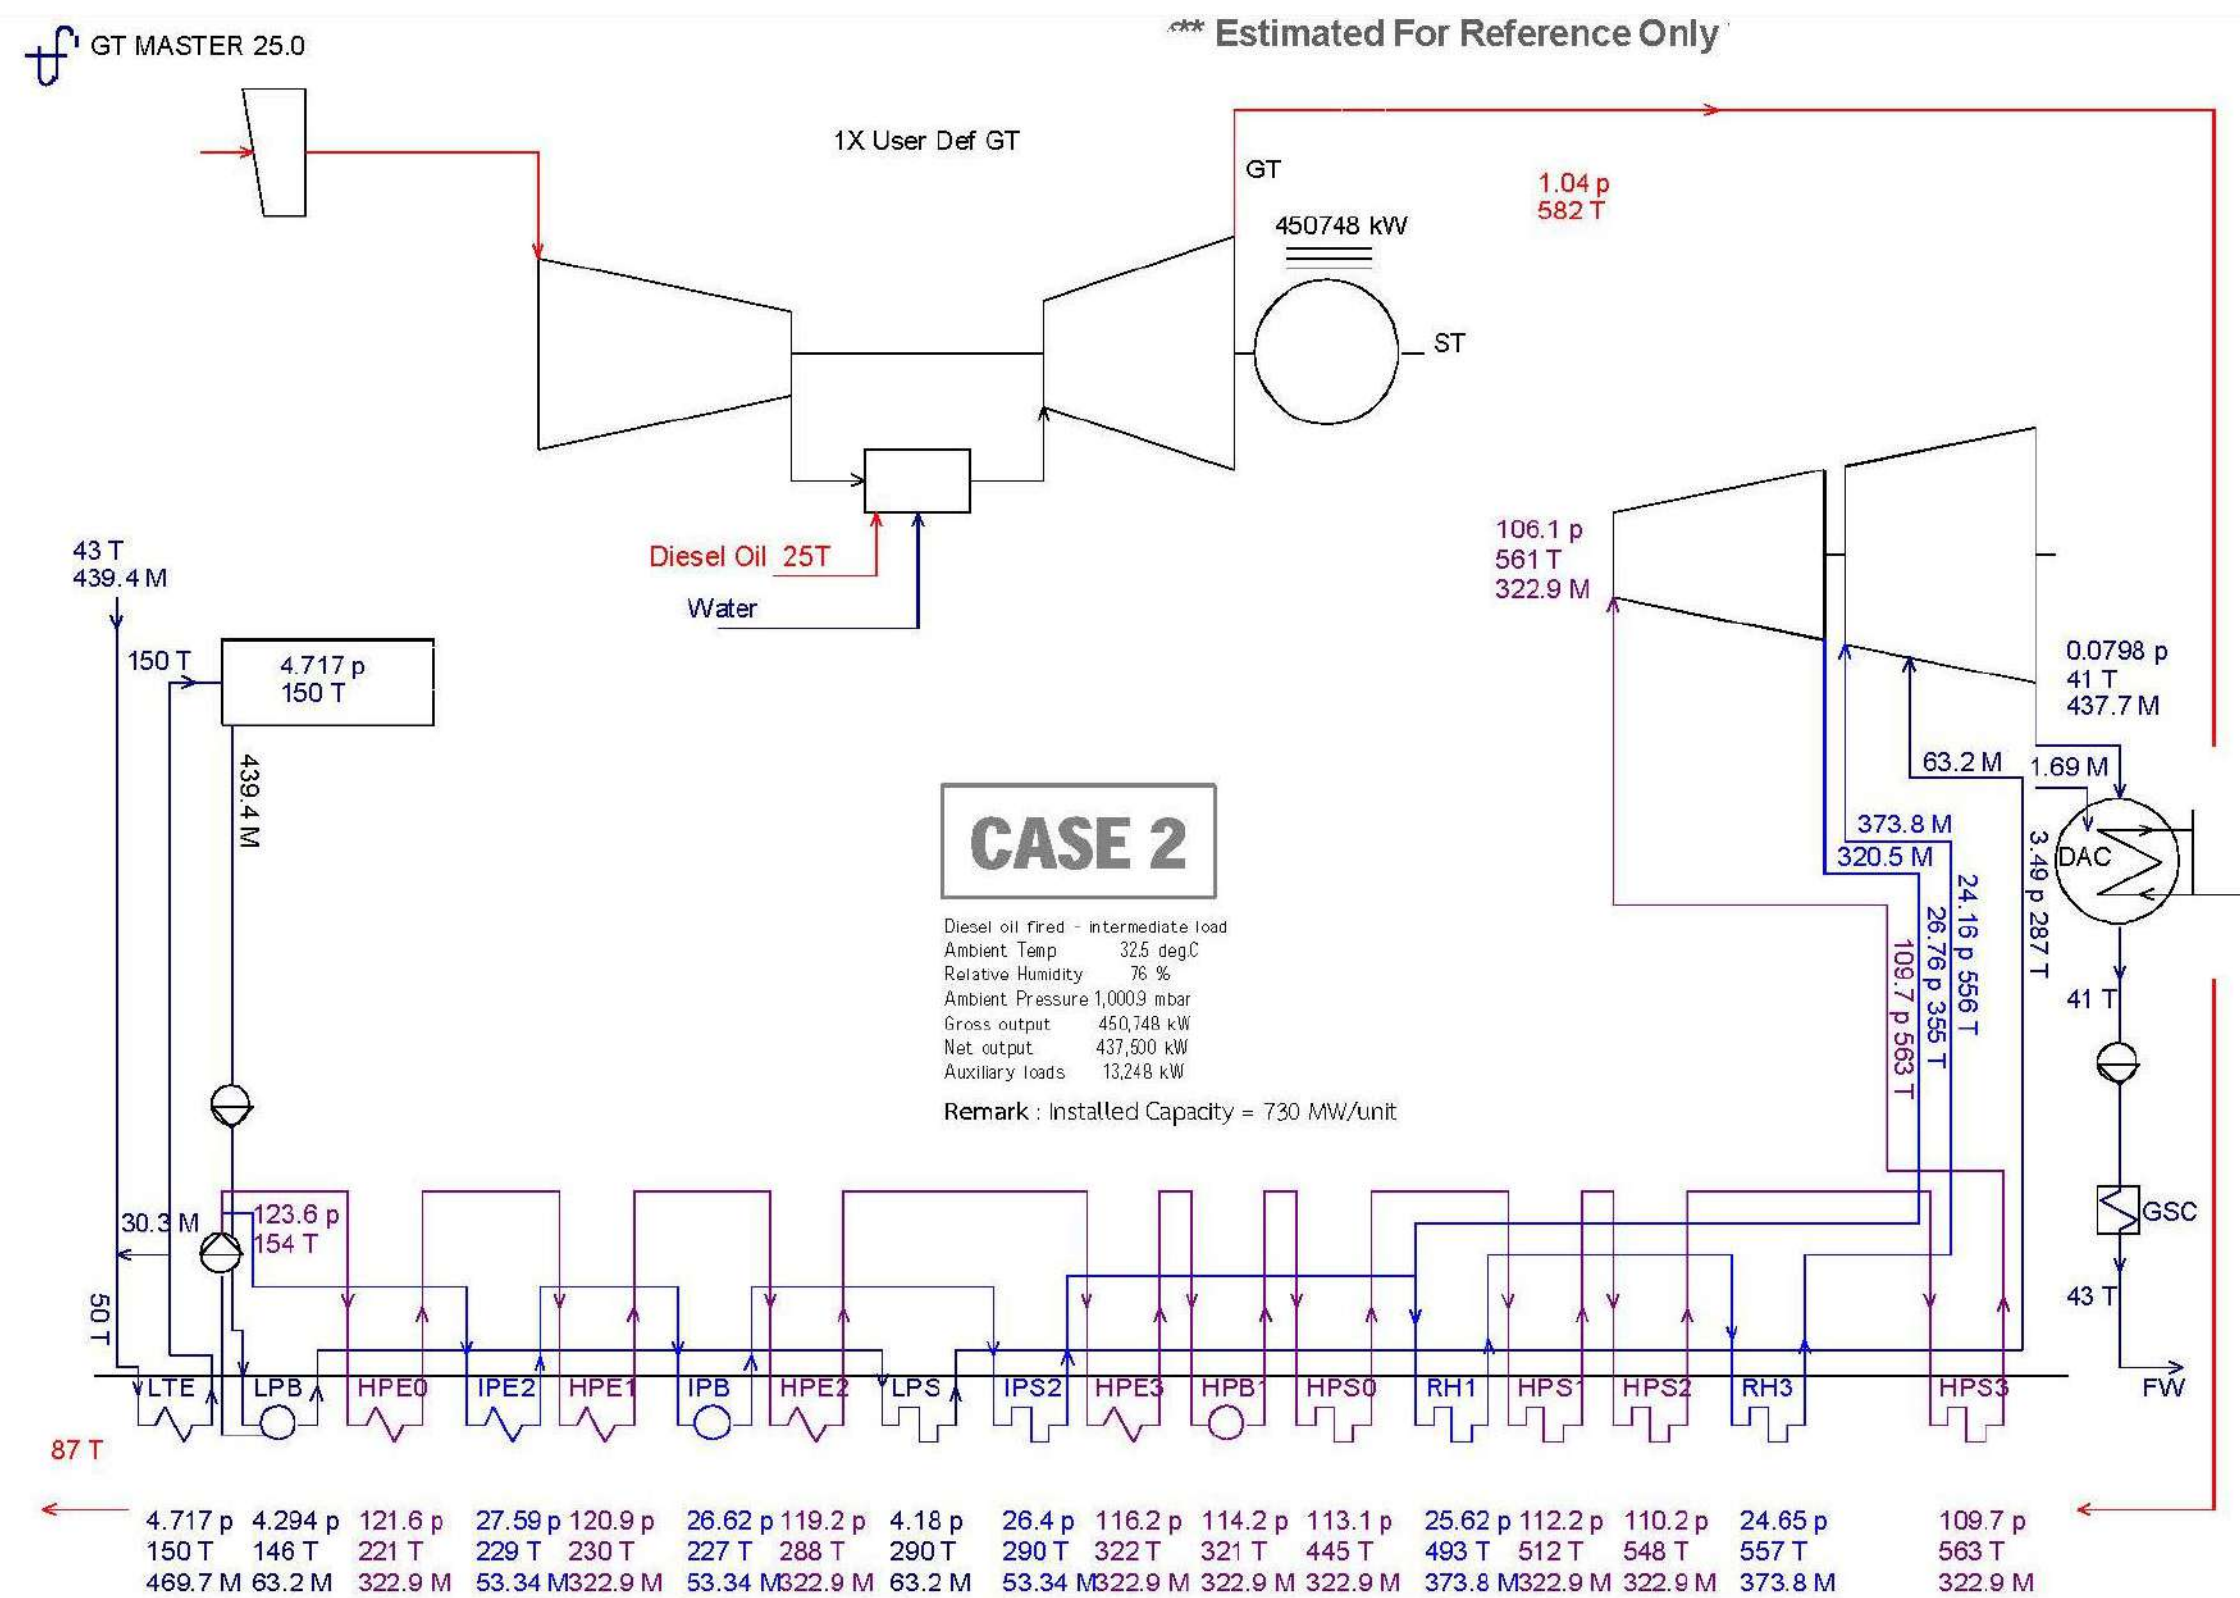 GT MASTER 25.0
*** Estimated For Reference Only
1X User Def GT
GT
1.04 p
582 T
450748 kW
ST
Diesel Oil 25T
Water
43 T
439.4 M
150 T
4.717 p
150 T
439.4 M
106.1 p
561 T
322.9 M
0.0798 p
41 T
437.7 M
63.2 M
1.69 M
373.8 M
320.5 M
3.49 p 287 T
24.16 p 556 T
26.76 p 355 T
109.7 p 563 T
DAC
41 T
GSC
43 T
FW
CASE 2
Diesel oil fired - intermediate load
Ambient Temp 32.5 deg.C
Relative Humidity 76 %
Ambient Pressure 1,000.9 mbar
Gross output 450,748 kW
Net output 437,500 kW
Auxiliary loads 13,248 kW
Remark : Installed Capacity = 730 MW/unit
30.3 M
123.6 p
154 T
50 T
LTE LPB HPE0 IPE2 HPE1 IPB HPE2 LPS IPS2 HPE3 HPB1 HPS0 RH1 HPS1 HPS2 RH3 HPS3
87 T
4.717 p 4.294 p 121.6 p 27.59 p 120.9 p 26.62 p 119.2 p 4.18 p 26.4 p 116.2 p 114.2 p 113.1 p 25.62 p 112.2 p 110.2 p 24.65 p 109.7 p
150 T 146 T 221 T 229 T 230 T 227 T 288 T 290 T 290 T 322 T 321 T 445 T 493 T 512 T 548 T 557 T 563 T
469.7 M 63.2 M 322.9 M 53.34 M 322.9 M 53.34 M 322.9 M 63.2 M 53.34 M 322.9 M 322.9 M 322.9 M 373.8 M 322.9 M 322.9 M 373.8 M 322.9 M